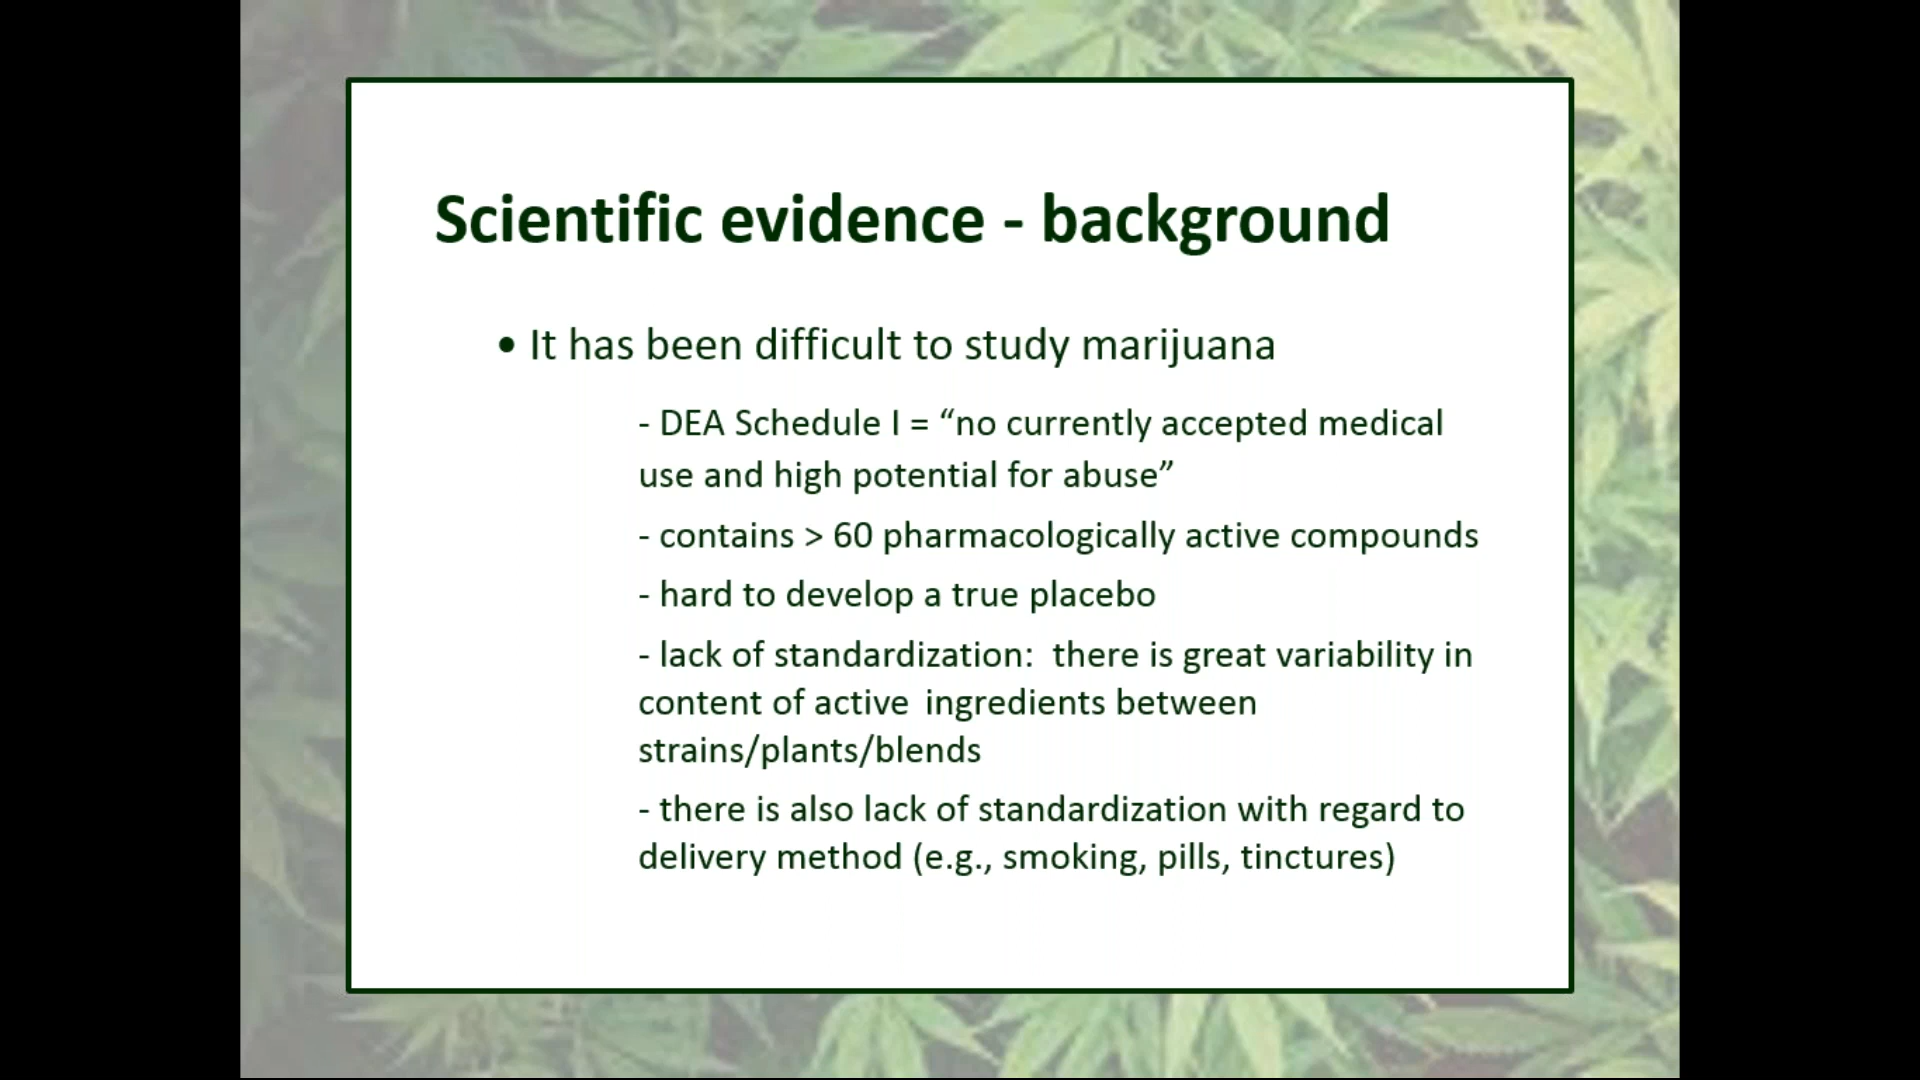 Scientific evidence - background
• It has been difficult to study marijuana
- DEA Schedule I = “no currently accepted medical
use and high potential for abuse”
- contains > 60 pharmacologically active compounds
- hard to develop a true placebo
- lack of standardization:  there is great variability in
content of active  ingredients between
strains/plants/blends
- there is also lack of standardization with regard to
delivery method (e.g., smoking, pills, tinctures)